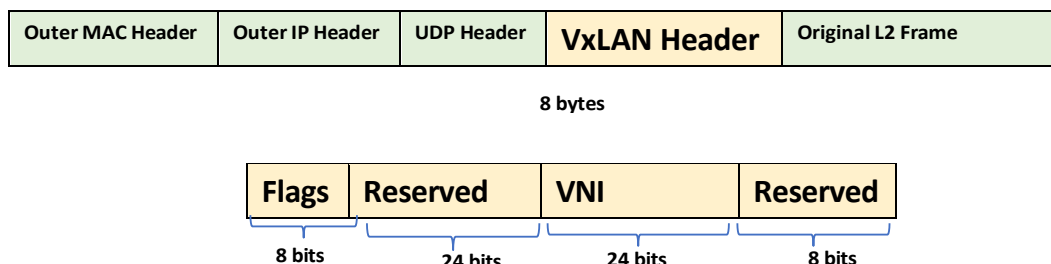 Outer MAC Header Outer IP Header UDP Header VxLAN Header Original L2 Frame
8 bytes
Flags Reserved VNI Reserved
8 bits 24 bits 24 bits 8 bits